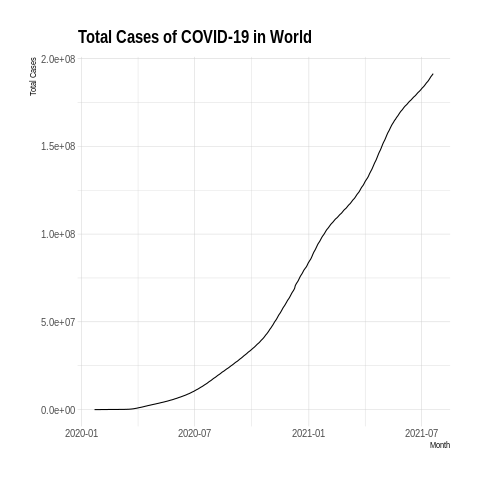 Total Cases of COVID-19 in World
Total Cases
2.0e+08
1.5e+08
1.0e+08
5.0e+07
0.0e+00
2020-01 2020-07 2021-01 2021-07
Month